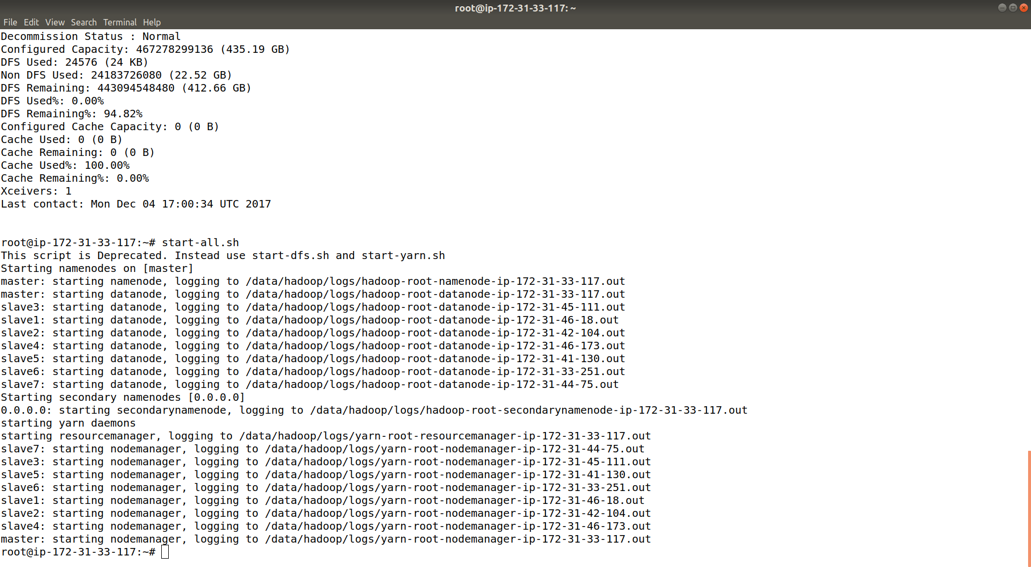 root@ip-172-31-33-117: ~
File Edit View Search Terminal Help
Decommission Status : Normal
Configured Capacity: 467278299136 (435.19 GB)
DFS Used: 24576 (24 KB)
Non DFS Used: 24183726080 (22.52 GB)
DFS Remaining: 443094548480 (412.66 GB)
DFS Used%: 0.00%
DFS Remaining%: 94.82%
Configured Cache Capacity: 0 (0 B)
Cache Used: 0 (0 B)
Cache Remaining: 0 (0 B)
Cache Used%: 100.00%
Cache Remaining%: 0.00%
Xceivers: 1
Last contact: Mon Dec 04 17:00:34 UTC 2017
root@ip-172-31-33-117:~# start-all.sh
This script is Deprecated. Instead use start-dfs.sh and start-yarn.sh
Starting namenodes on [master]
master: starting namenode, logging to /data/hadoop/logs/hadoop-root-namenode-ip-172-31-33-117.out
master: starting datanode, logging to /data/hadoop/logs/hadoop-root-datanode-ip-172-31-33-117.out
slave3: starting datanode, logging to /data/hadoop/logs/hadoop-root-datanode-ip-172-31-45-111.out
slave1: starting datanode, logging to /data/hadoop/logs/hadoop-root-datanode-ip-172-31-46-18.out
slave2: starting datanode, logging to /data/hadoop/logs/hadoop-root-datanode-ip-172-31-42-104.out
slave4: starting datanode, logging to /data/hadoop/logs/hadoop-root-datanode-ip-172-31-46-173.out
slave5: starting datanode, logging to /data/hadoop/logs/hadoop-root-datanode-ip-172-31-41-130.out
slave6: starting datanode, logging to /data/hadoop/logs/hadoop-root-datanode-ip-172-31-33-251.out
slave7: starting datanode, logging to /data/hadoop/logs/hadoop-root-datanode-ip-172-31-44-75.out
Starting secondary namenodes [0.0.0.0]
0.0.0.0: starting secondarynamenode, logging to /data/hadoop/logs/hadoop-root-secondarynamenode-ip-172-31-33-117.out
starting yarn daemons
starting resourcemanager, logging to /data/hadoop/logs/yarn-root-resourcemanager-ip-172-31-33-117.out
slave7: starting nodemanager, logging to /data/hadoop/logs/yarn-root-nodemanager-ip-172-31-44-75.out
slave3: starting nodemanager, logging to /data/hadoop/logs/yarn-root-nodemanager-ip-172-31-45-111.out
slave5: starting nodemanager, logging to /data/hadoop/logs/yarn-root-nodemanager-ip-172-31-41-130.out
slave6: starting nodemanager, logging to /data/hadoop/logs/yarn-root-nodemanager-ip-172-31-33-251.out
slave1: starting nodemanager, logging to /data/hadoop/logs/yarn-root-nodemanager-ip-172-31-46-18.out
slave2: starting nodemanager, logging to /data/hadoop/logs/yarn-root-nodemanager-ip-172-31-42-104.out
slave4: starting nodemanager, logging to /data/hadoop/logs/yarn-root-nodemanager-ip-172-31-46-173.out
master: starting nodemanager, logging to /data/hadoop/logs/yarn-root-nodemanager-ip-172-31-33-117.out
root@ip-172-31-33-117:~#